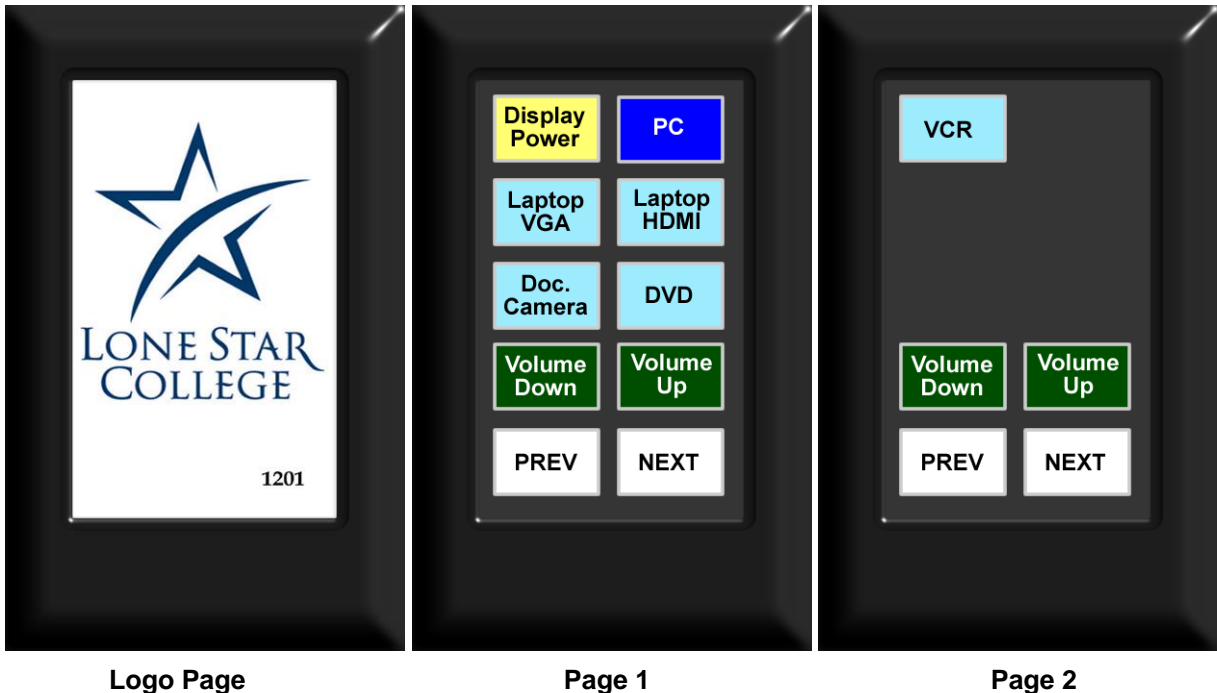 LONE STAR
COLLEGE
1201
Logo Page
Display
Power
PC
Laptop
VGA
Laptop
HDMI
Doc.
Camera
DVD
Volume
Down
Volume
Up
PREV
NEXT
Page 1
VCR
Volume
Down
Volume
Up
PREV
NEXT
Page 2